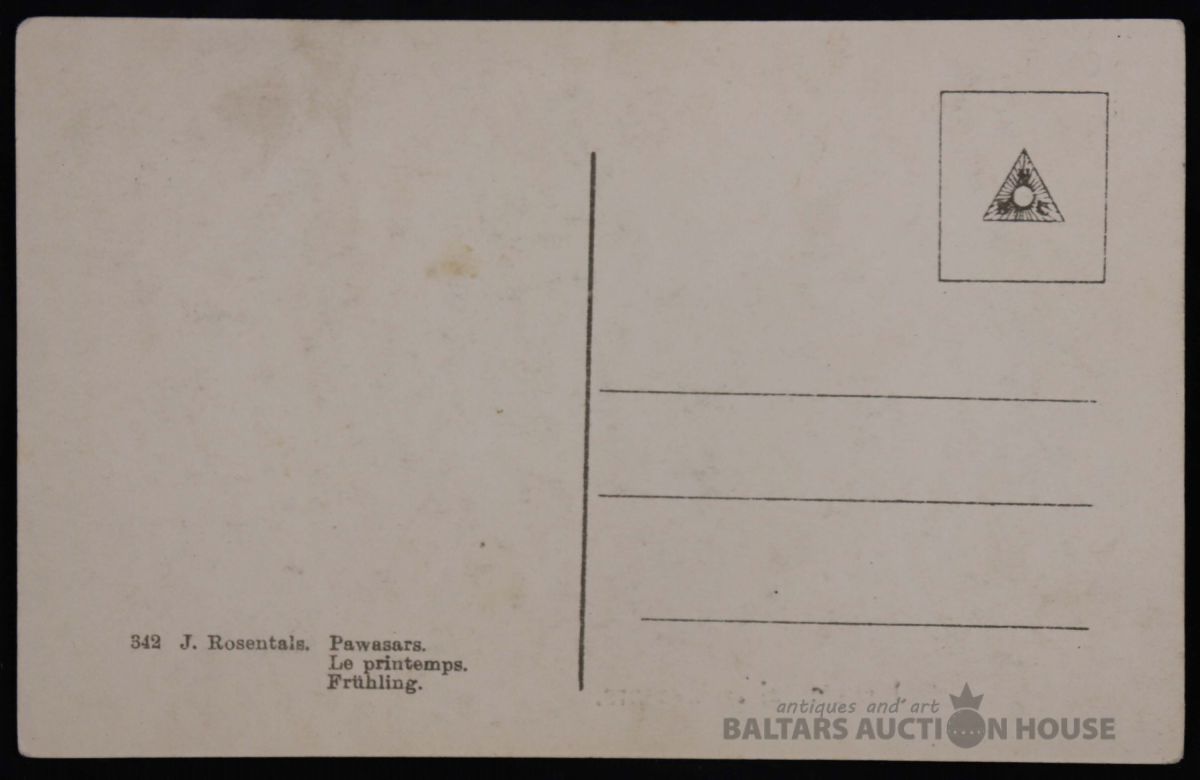 342 J. Rosentals. Pawasars.
Le printemps.
Frühling.
antiques and art
BALTARS AUCTION HOUSE